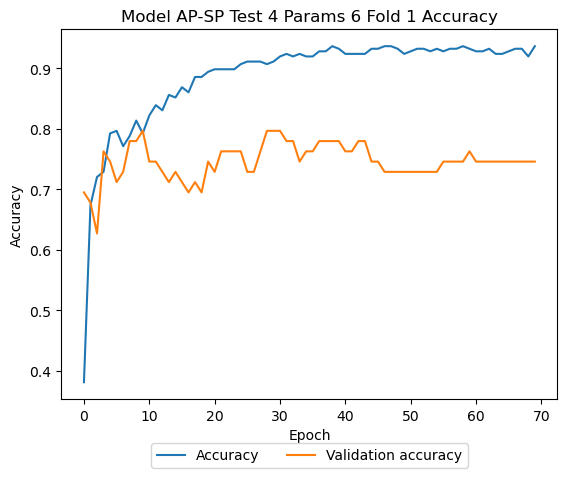 Model AP-SP Test 4 Params 6 Fold 1 Accuracy
Accuracy
0.9
0.8
0.7
0.6
0.5
0.4
0 10 20 30 40 50 60 70
Epoch
Accuracy Validation accuracy